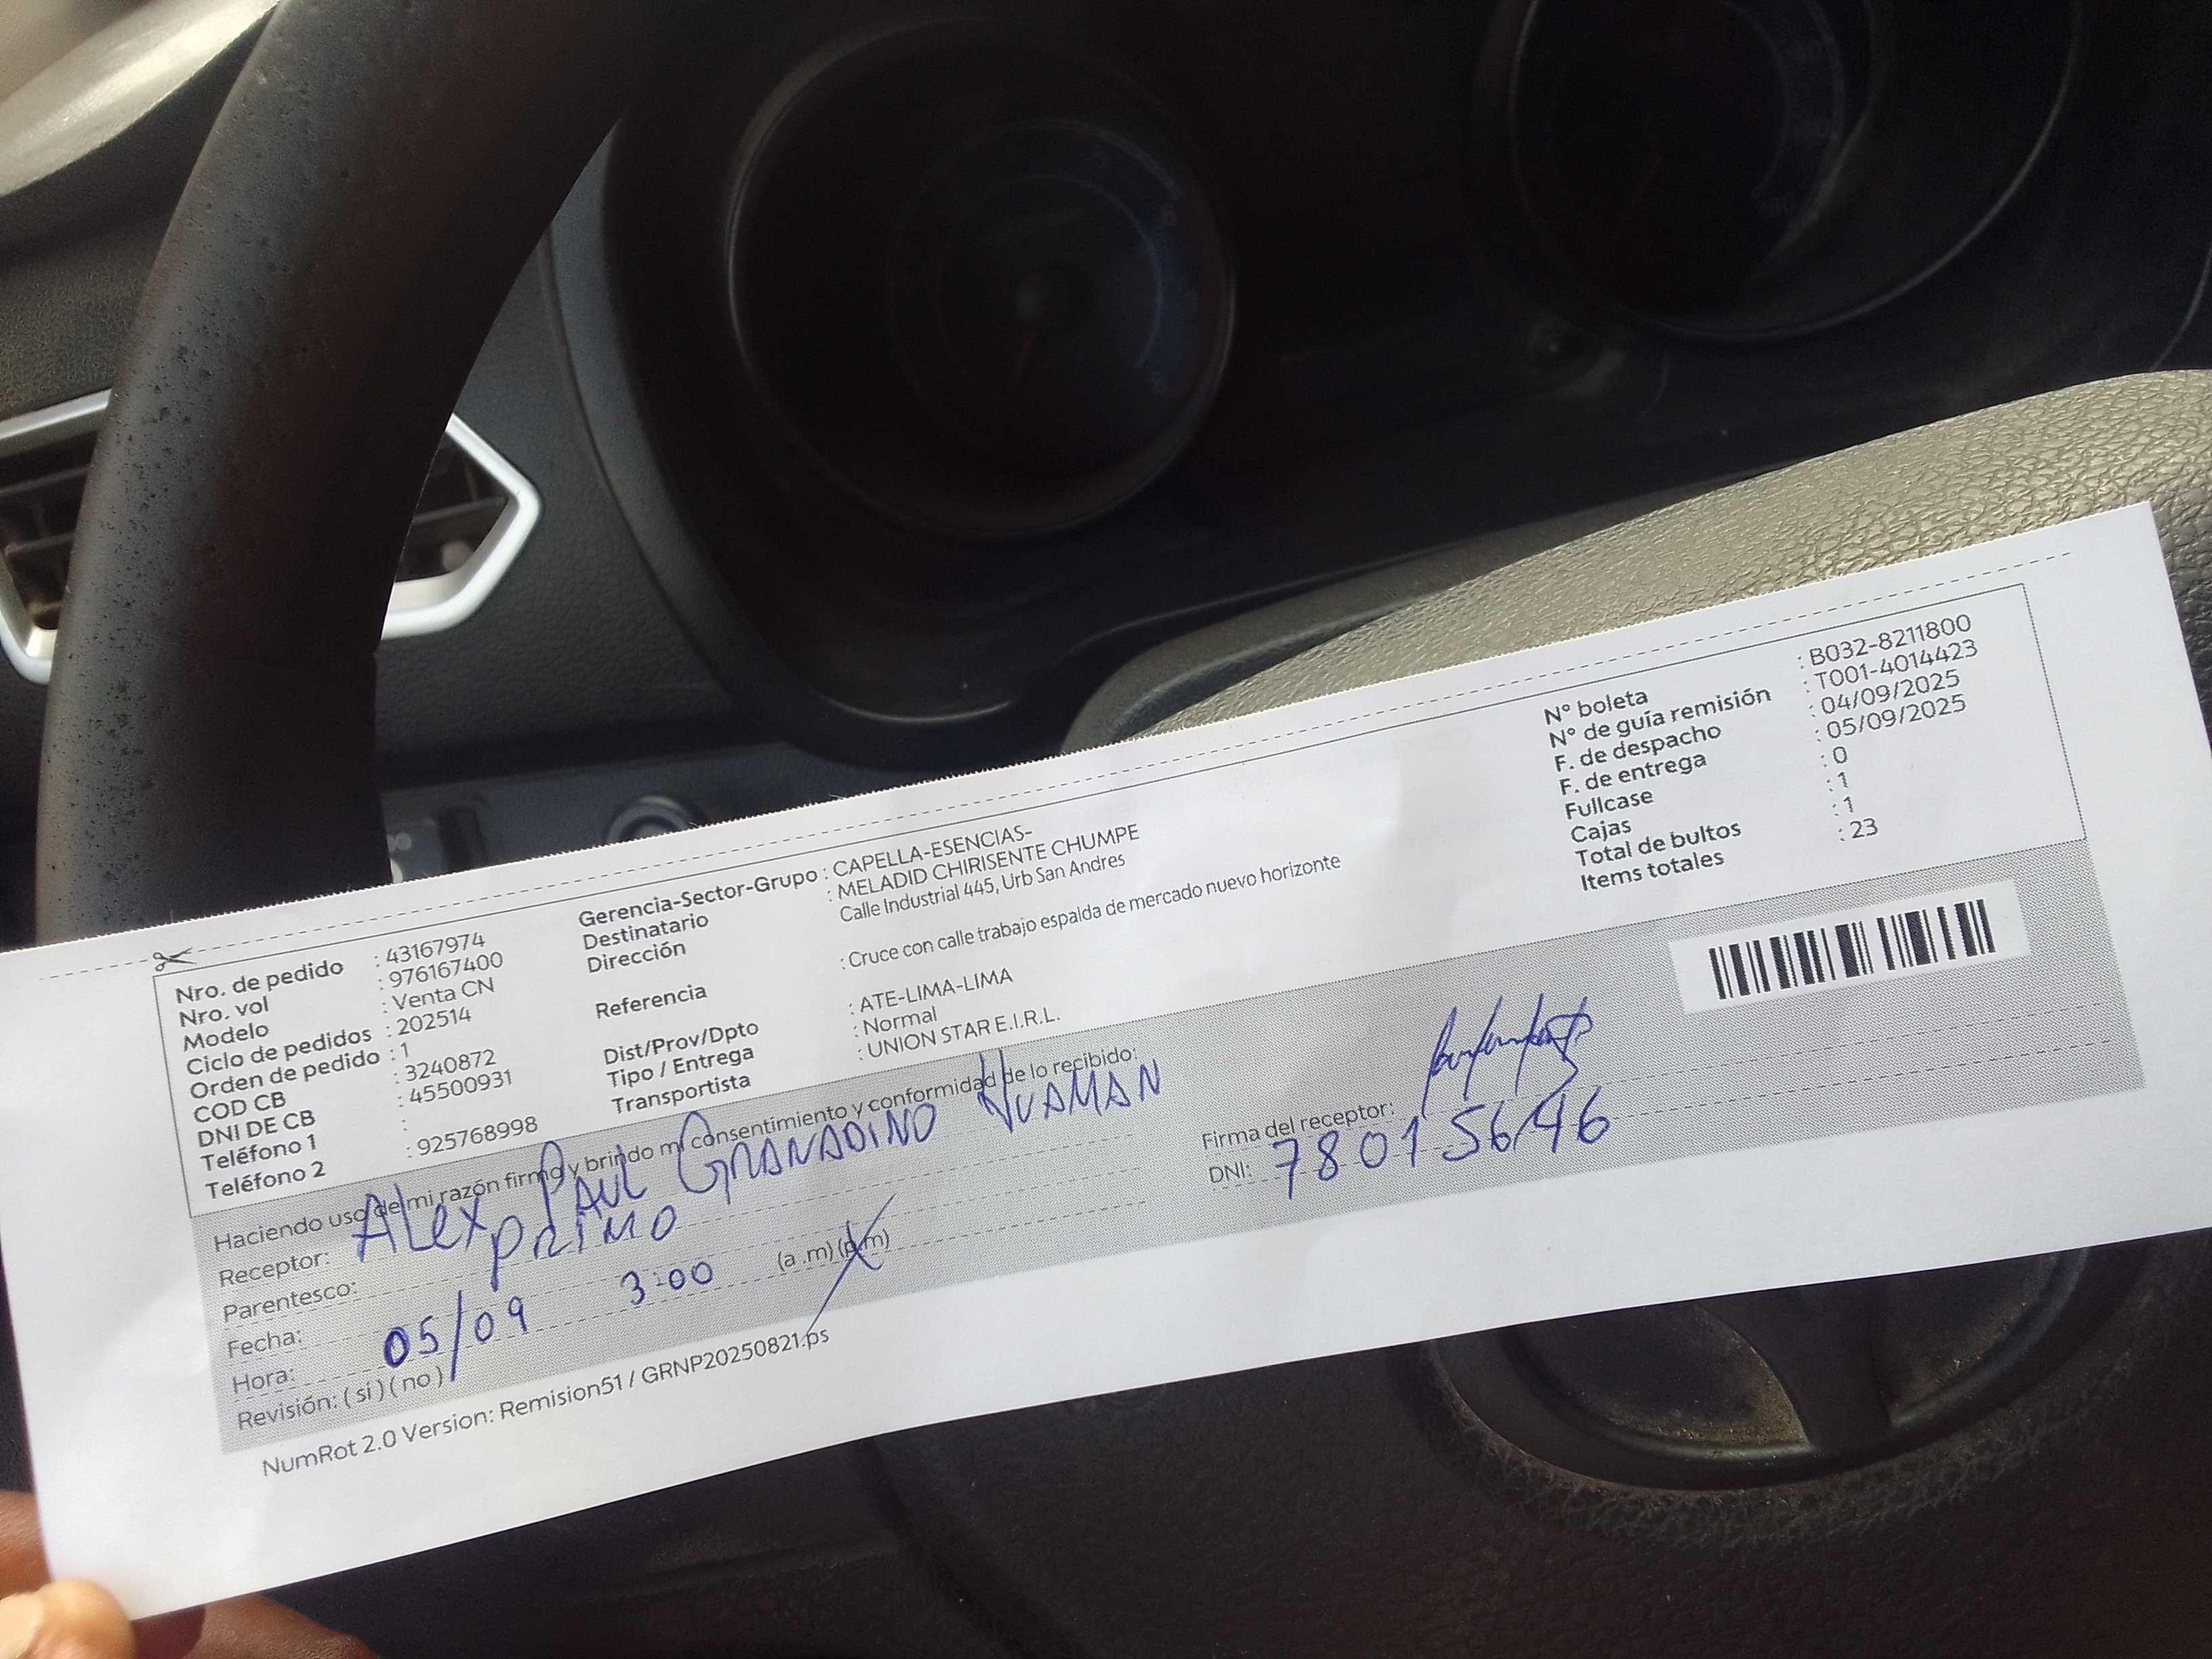 Nro. de pedido : 43167974
Nro. vol : 976167400
Modelo : Venta CN
Ciclo de pedidos : 202514
Orden de pedido : 1
COD CB : 3240872
DNI DE CB : 45500931
Teléfono 1 :
Teléfono 2 : 925768998
Gerencia-Sector-Grupo : CAPELLA-ESENCIAS-
Destinatario : MELADID CHIRISENTE CHUMPE
Dirección Calle Industrial 445, Urb San Andres
Referencia : Cruce con calle trabajo espalda de mercado nuevo horizonte
Dist/Prov/Dpto : ATE-LIMA-LIMA
Tipo / Entrega : Normal
Transportista : UNION STAR E.I.R.L.
N° boleta : B032-8211800
N° de guía remisión : T001-4014423
F. de despacho : 04/09/2025
F. de entrega : 05/09/2025
Fullcase : 0
Cajas : 1
Total de bultos : 1
Items totales : 23
Haciendo uso de mi razón firmo y brindo mi consentimiento y conformidad de lo recibido:
Receptor: ALEX PAUL GRANADINO HUAMAN
Parentesco: PRIMO
Fecha: 05/09
Hora: 3:00 (a .m) (p.m)
Revisión: ( si ) ( no )
Firma del receptor:
DNI: 78015646
NumRot 2.0 Version: Remision51 / GRNP20250821.ps